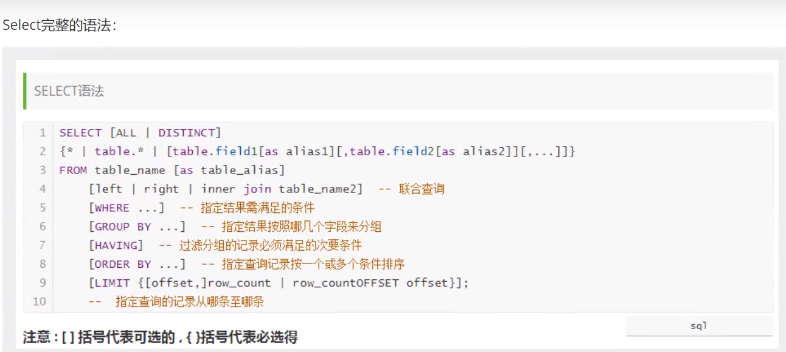 Select完整的语法：
SELECT语法
1 SELECT [ALL | DISTINCT]
2 {* | table.* | [table.field1[as alias1][,table.field2[as alias2]][,...]]}
3 FROM table_name [as table_alias]
4 [left | right | inner join table_name2] -- 联合查询
5 [WHERE ...] -- 指定结果需满足的条件
6 [GROUP BY ...] -- 指定结果按照哪几个字段来分组
7 [HAVING] -- 过滤分组的记录必须满足的次要条件
8 [ORDER BY ...] -- 指定查询记录按一个或多个条件排序
9 [LIMIT {[offset,]row_count | row_countOFFSET offset}];
10 -- 指定查询的记录从哪条至哪条
sql
注意 : [ ] 括号代表可选的 , { }括号代表必选得